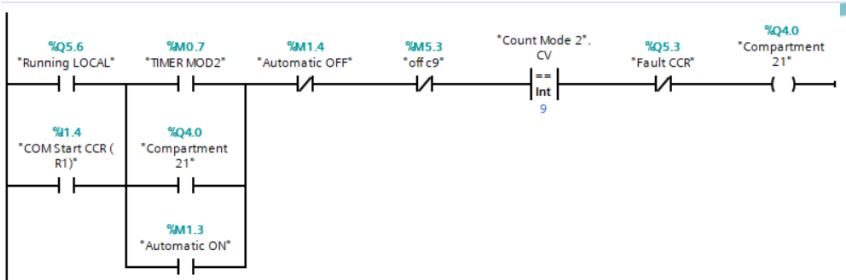 %Q5.6
"Running LOCAL"
%M0.7
"TIMER MOD2"
%M1.4
"Automatic OFF"
%M5.3
"off c9"
"Count Mode 2".
CV
==
Int
9
%Q5.3
"Fault CCR"
%Q4.0
"Compartment
21"
%I1.4
"COM Start CCR (
R1)"
%Q4.0
"Compartment
21"
%M1.3
"Automatic ON"